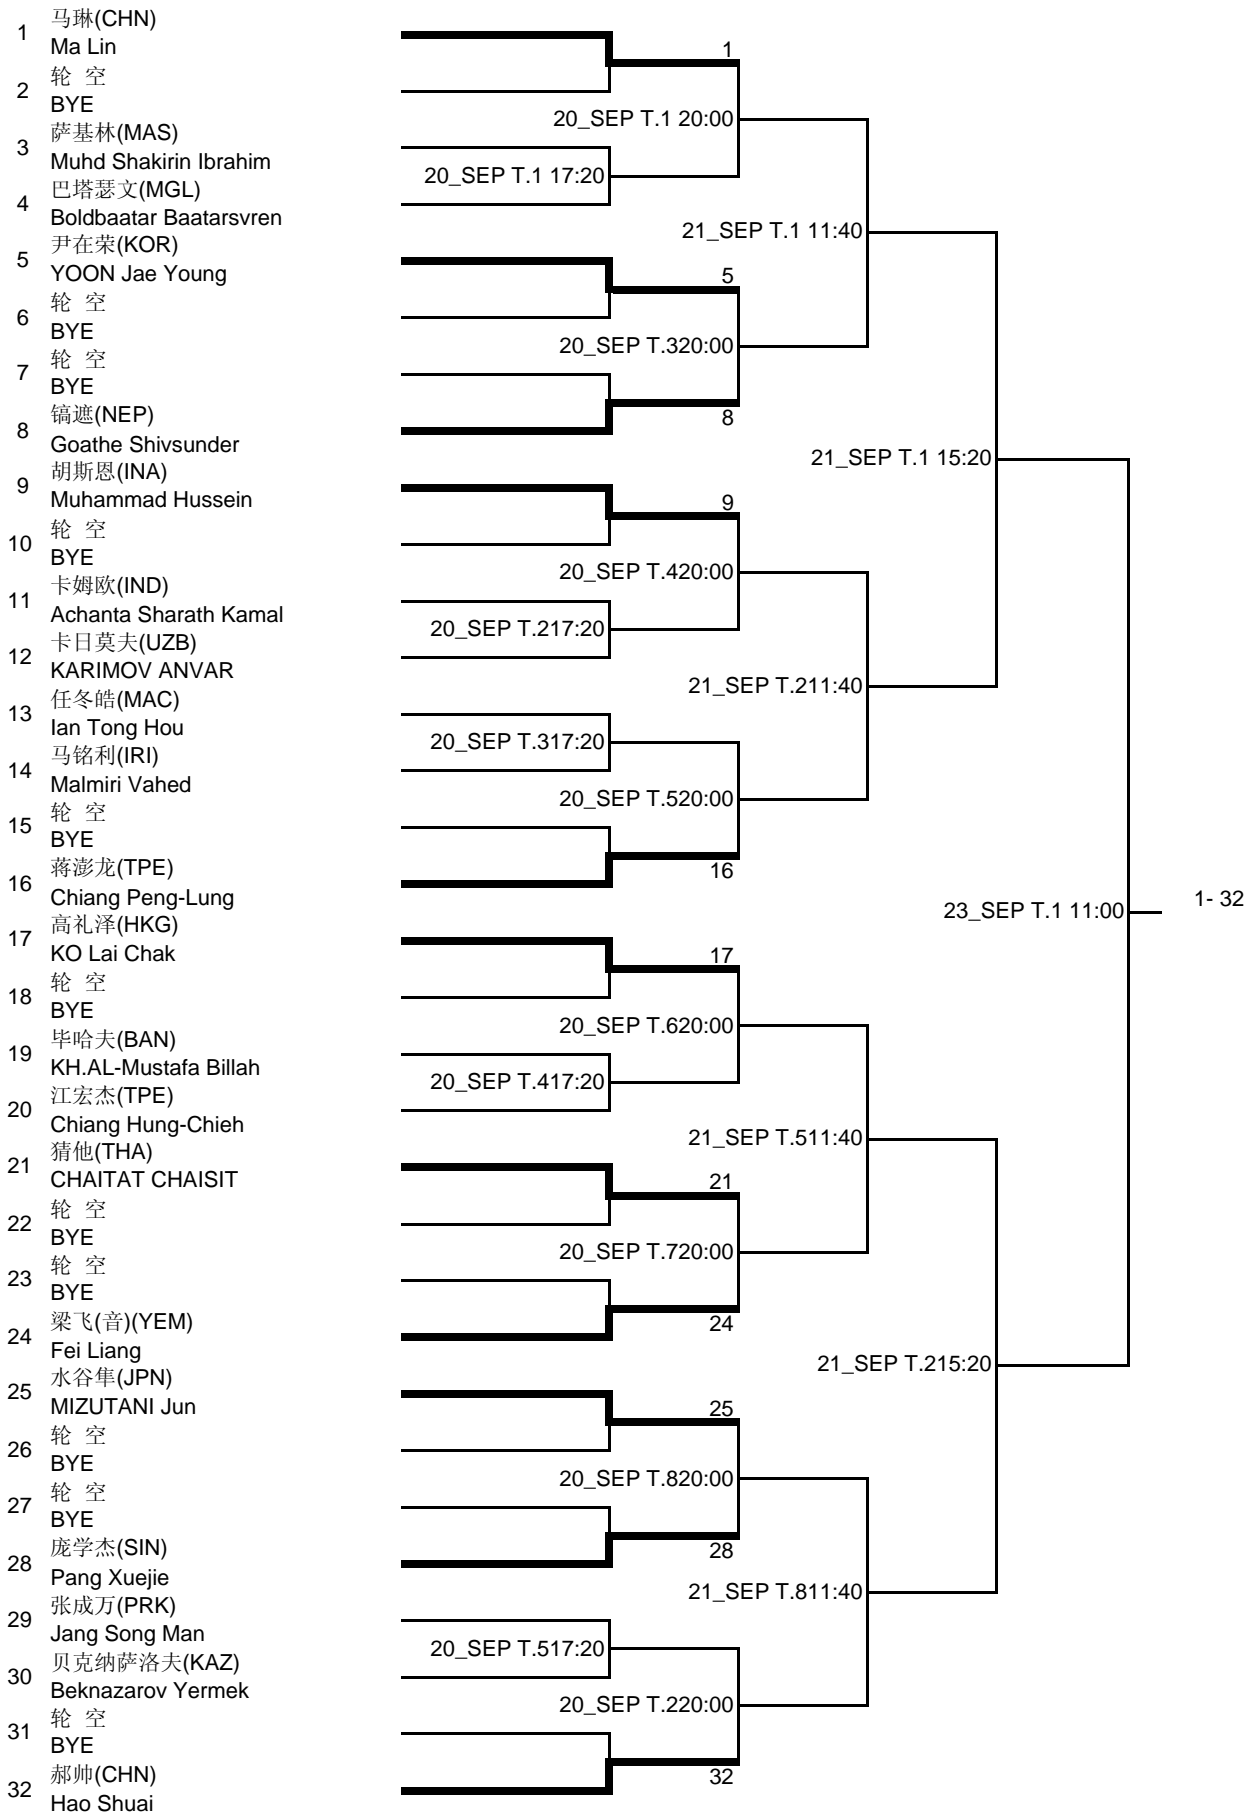 马琳(CHN)
1
Ma Lin
1
轮 空
2
BYE
20_SEP T.1 20:00
萨基林(MAS)
3
Muhd Shakirin Ibrahim
20_SEP T.1 17:20
巴塔瑟文(MGL)
4
Boldbaatar Baatarsvren
21_SEP T.1 11:40
尹在荣(KOR)
5
YOON Jae Young
5
轮 空
6
BYE
20_SEP T.320:00
轮 空
7
BYE
镐遮(NEP)
8
8
Goathe Shivsunder
21_SEP T.1 15:20
胡斯恩(INA)
9
Muhammad Hussein
9
轮 空
10
BYE
20_SEP T.420:00
卡姆欧(IND)
11
Achanta Sharath Kamal
20_SEP T.217:20
卡日莫夫(UZB)
12
KARIMOV ANVAR
21_SEP T.211:40
任冬皓(MAC)
13
Ian Tong Hou
20_SEP T.317:20
马铭利(IRI)
14
Malmiri Vahed
20_SEP T.520:00
轮 空
15
BYE
蒋澎龙(TPE)
16
16
Chiang Peng-Lung
23_SEP T.1 11:00
1- 32
高礼泽(HKG)
17
KO Lai Chak
17
轮 空
18
BYE
20_SEP T.620:00
毕哈夫(BAN)
19
KH.AL-Mustafa Billah
20_SEP T.417:20
江宏杰(TPE)
20
Chiang Hung-Chieh
21_SEP T.511:40
猜他(THA)
21
CHAITAT CHAISIT
21
轮 空
22
BYE
20_SEP T.720:00
轮 空
23
BYE
梁飞(音)(YEM)
24
24
Fei Liang
21_SEP T.215:20
水谷隼(JPN)
25
MIZUTANI Jun
25
轮 空
26
BYE
20_SEP T.820:00
轮 空
27
BYE
庞学杰(SIN)
28
28
Pang Xuejie
21_SEP T.811:40
张成万(PRK)
29
Jang Song Man
20_SEP T.517:20
贝克纳萨洛夫(KAZ)
30
Beknazarov Yermek
20_SEP T.220:00
轮 空
31
BYE
郝帅(CHN)
32
32
Hao Shuai